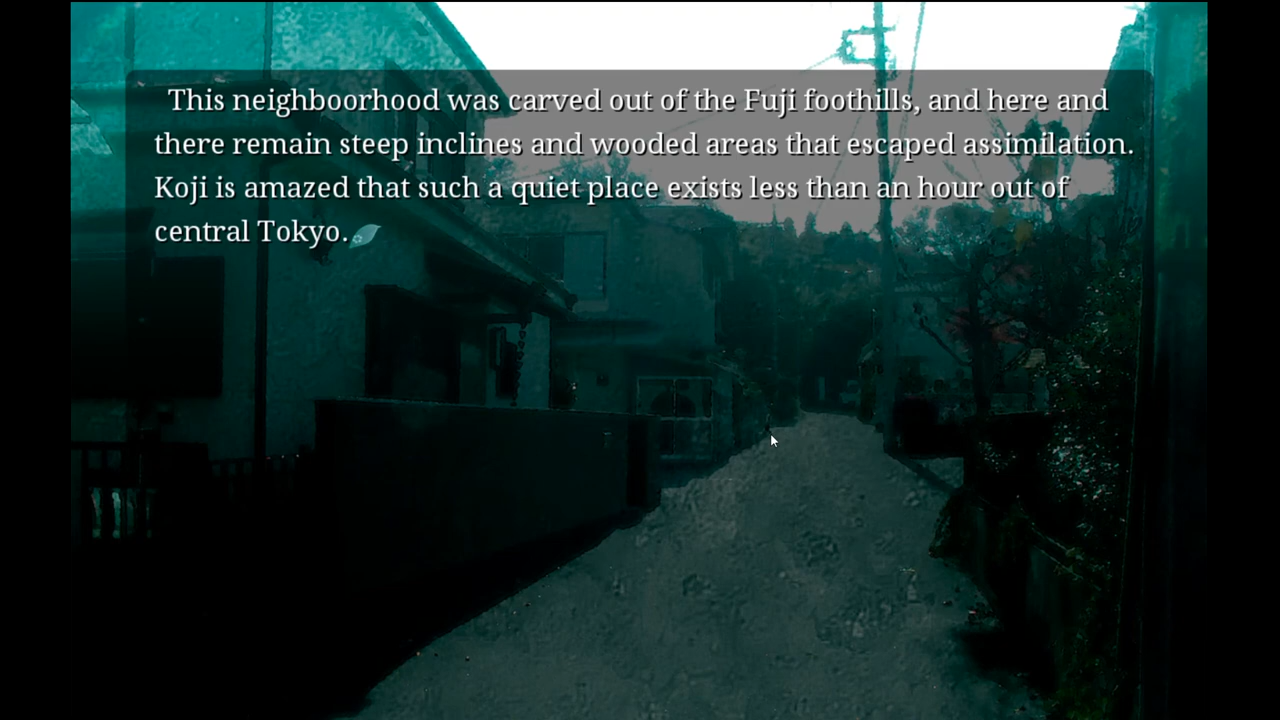 This neighboorhood was carved out of the Fuji foothills, and here and
there remain steep inclines and wooded areas that escaped assimilation.
Koji is amazed that such a quiet place exists less than an hour out of
central Tokyo.